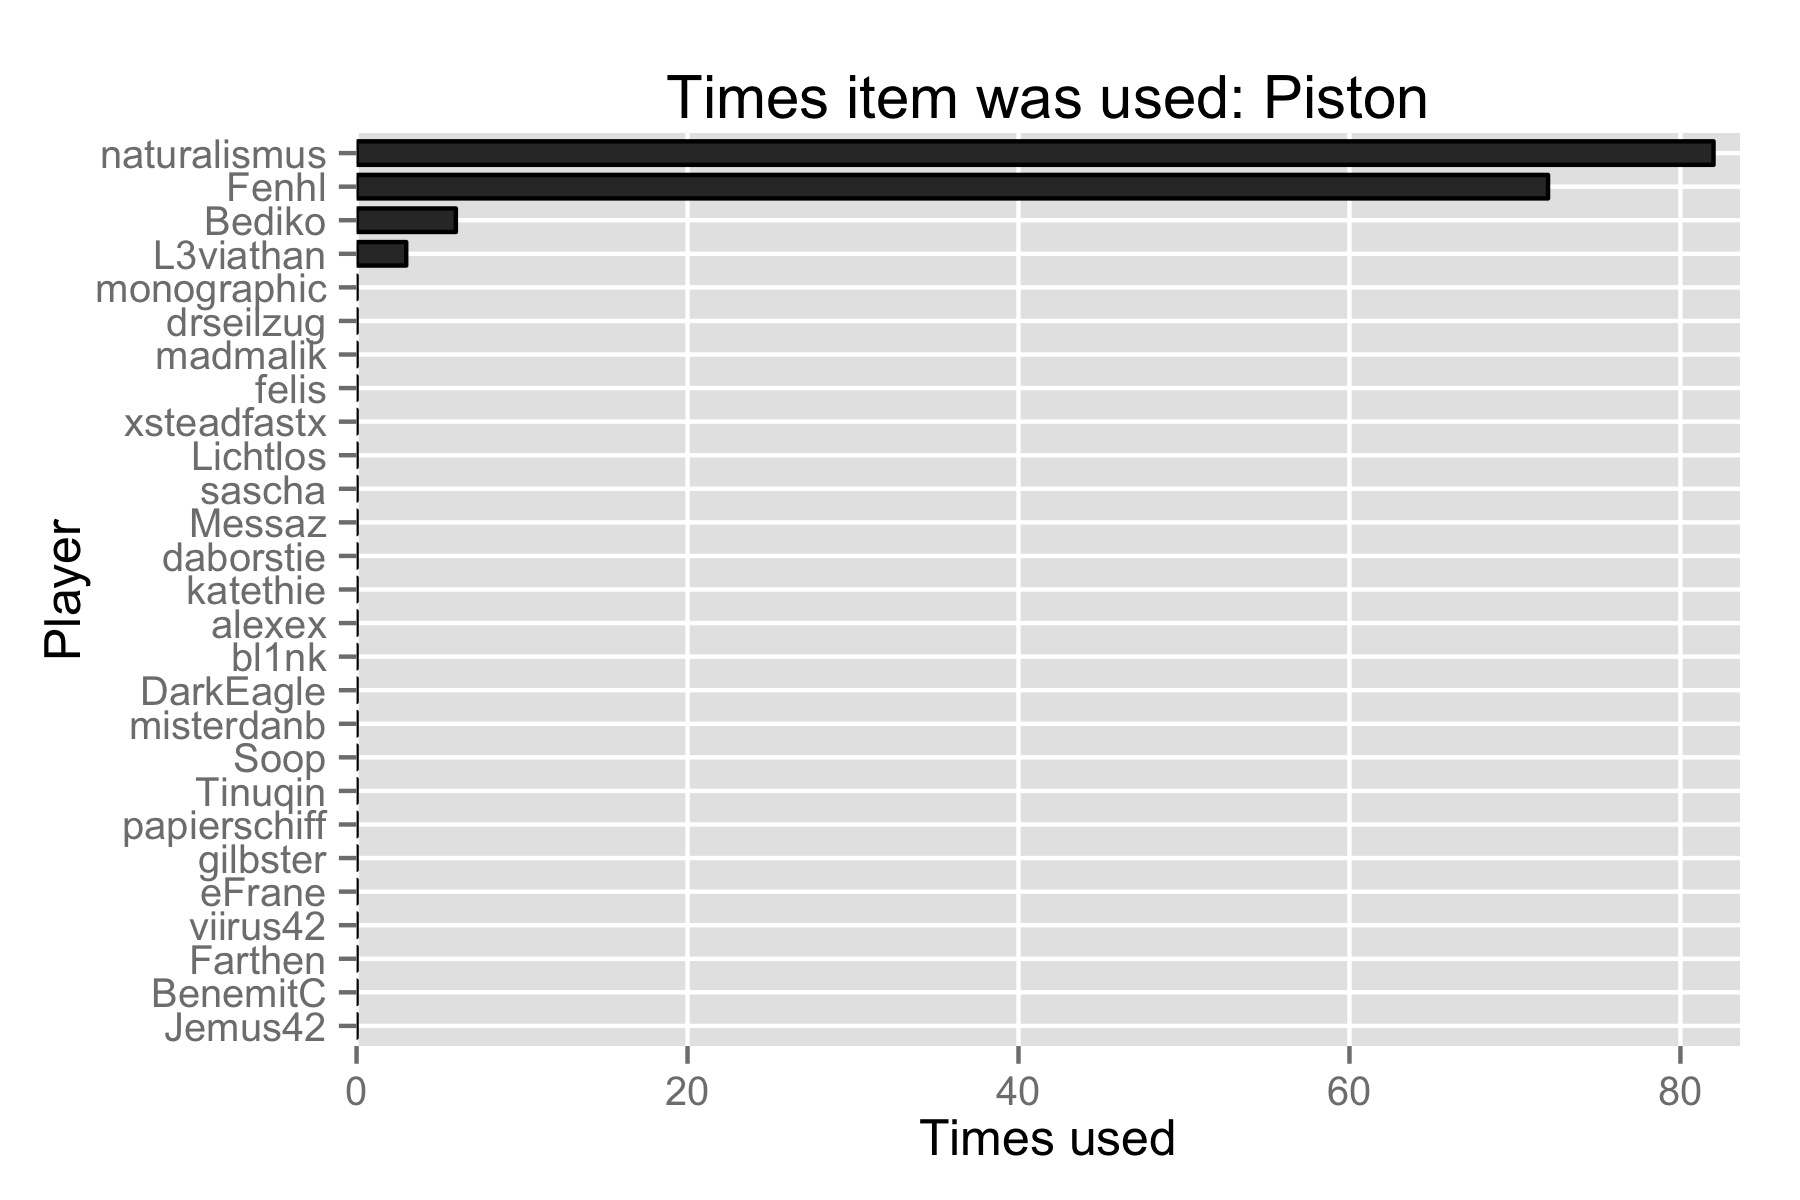 Times item was used: Piston
naturalismus
Fenhl
Bediko
L3viathan
monographic
drseilzug
madmalik
felis
xsteadfastx
Lichtlos
sascha
Messaz
daborstie
katethie
alexex
bl1nk
DarkEagle
misterdanb
Soop
Tinuqin
papierschiff
gilbster
eFrane
viirus42
Farthen
BenemitC
Jemus42
Player
0 20 40 60 80
Times used